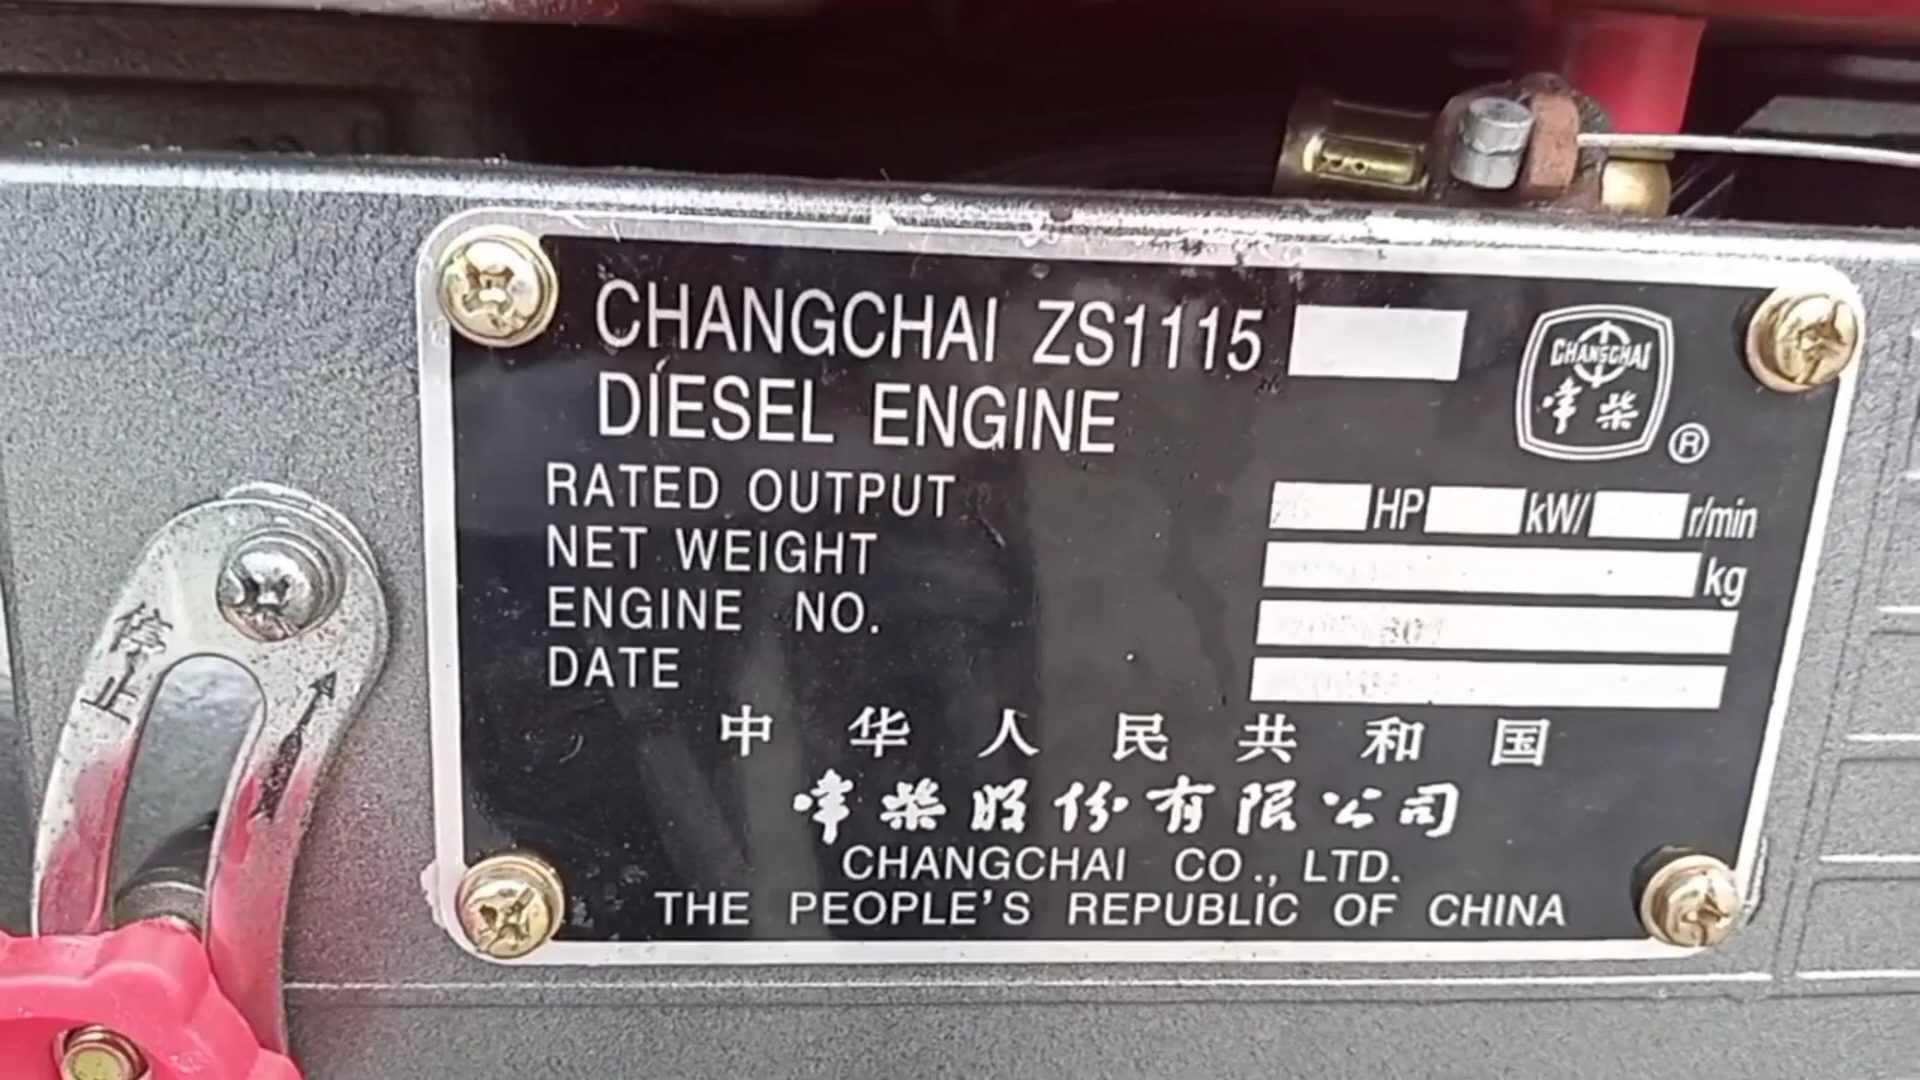 CHANGCHAI ZS1115
DIESEL ENGINE
CHANGCHAI
常柴
®
RATED OUTPUT HP kW/ r/min
NET WEIGHT kg
ENGINE NO.
DATE
中华人民共和国
常柴股份有限公司
CHANGCHAI CO., LTD.
THE PEOPLE'S REPUBLIC OF CHINA
停止